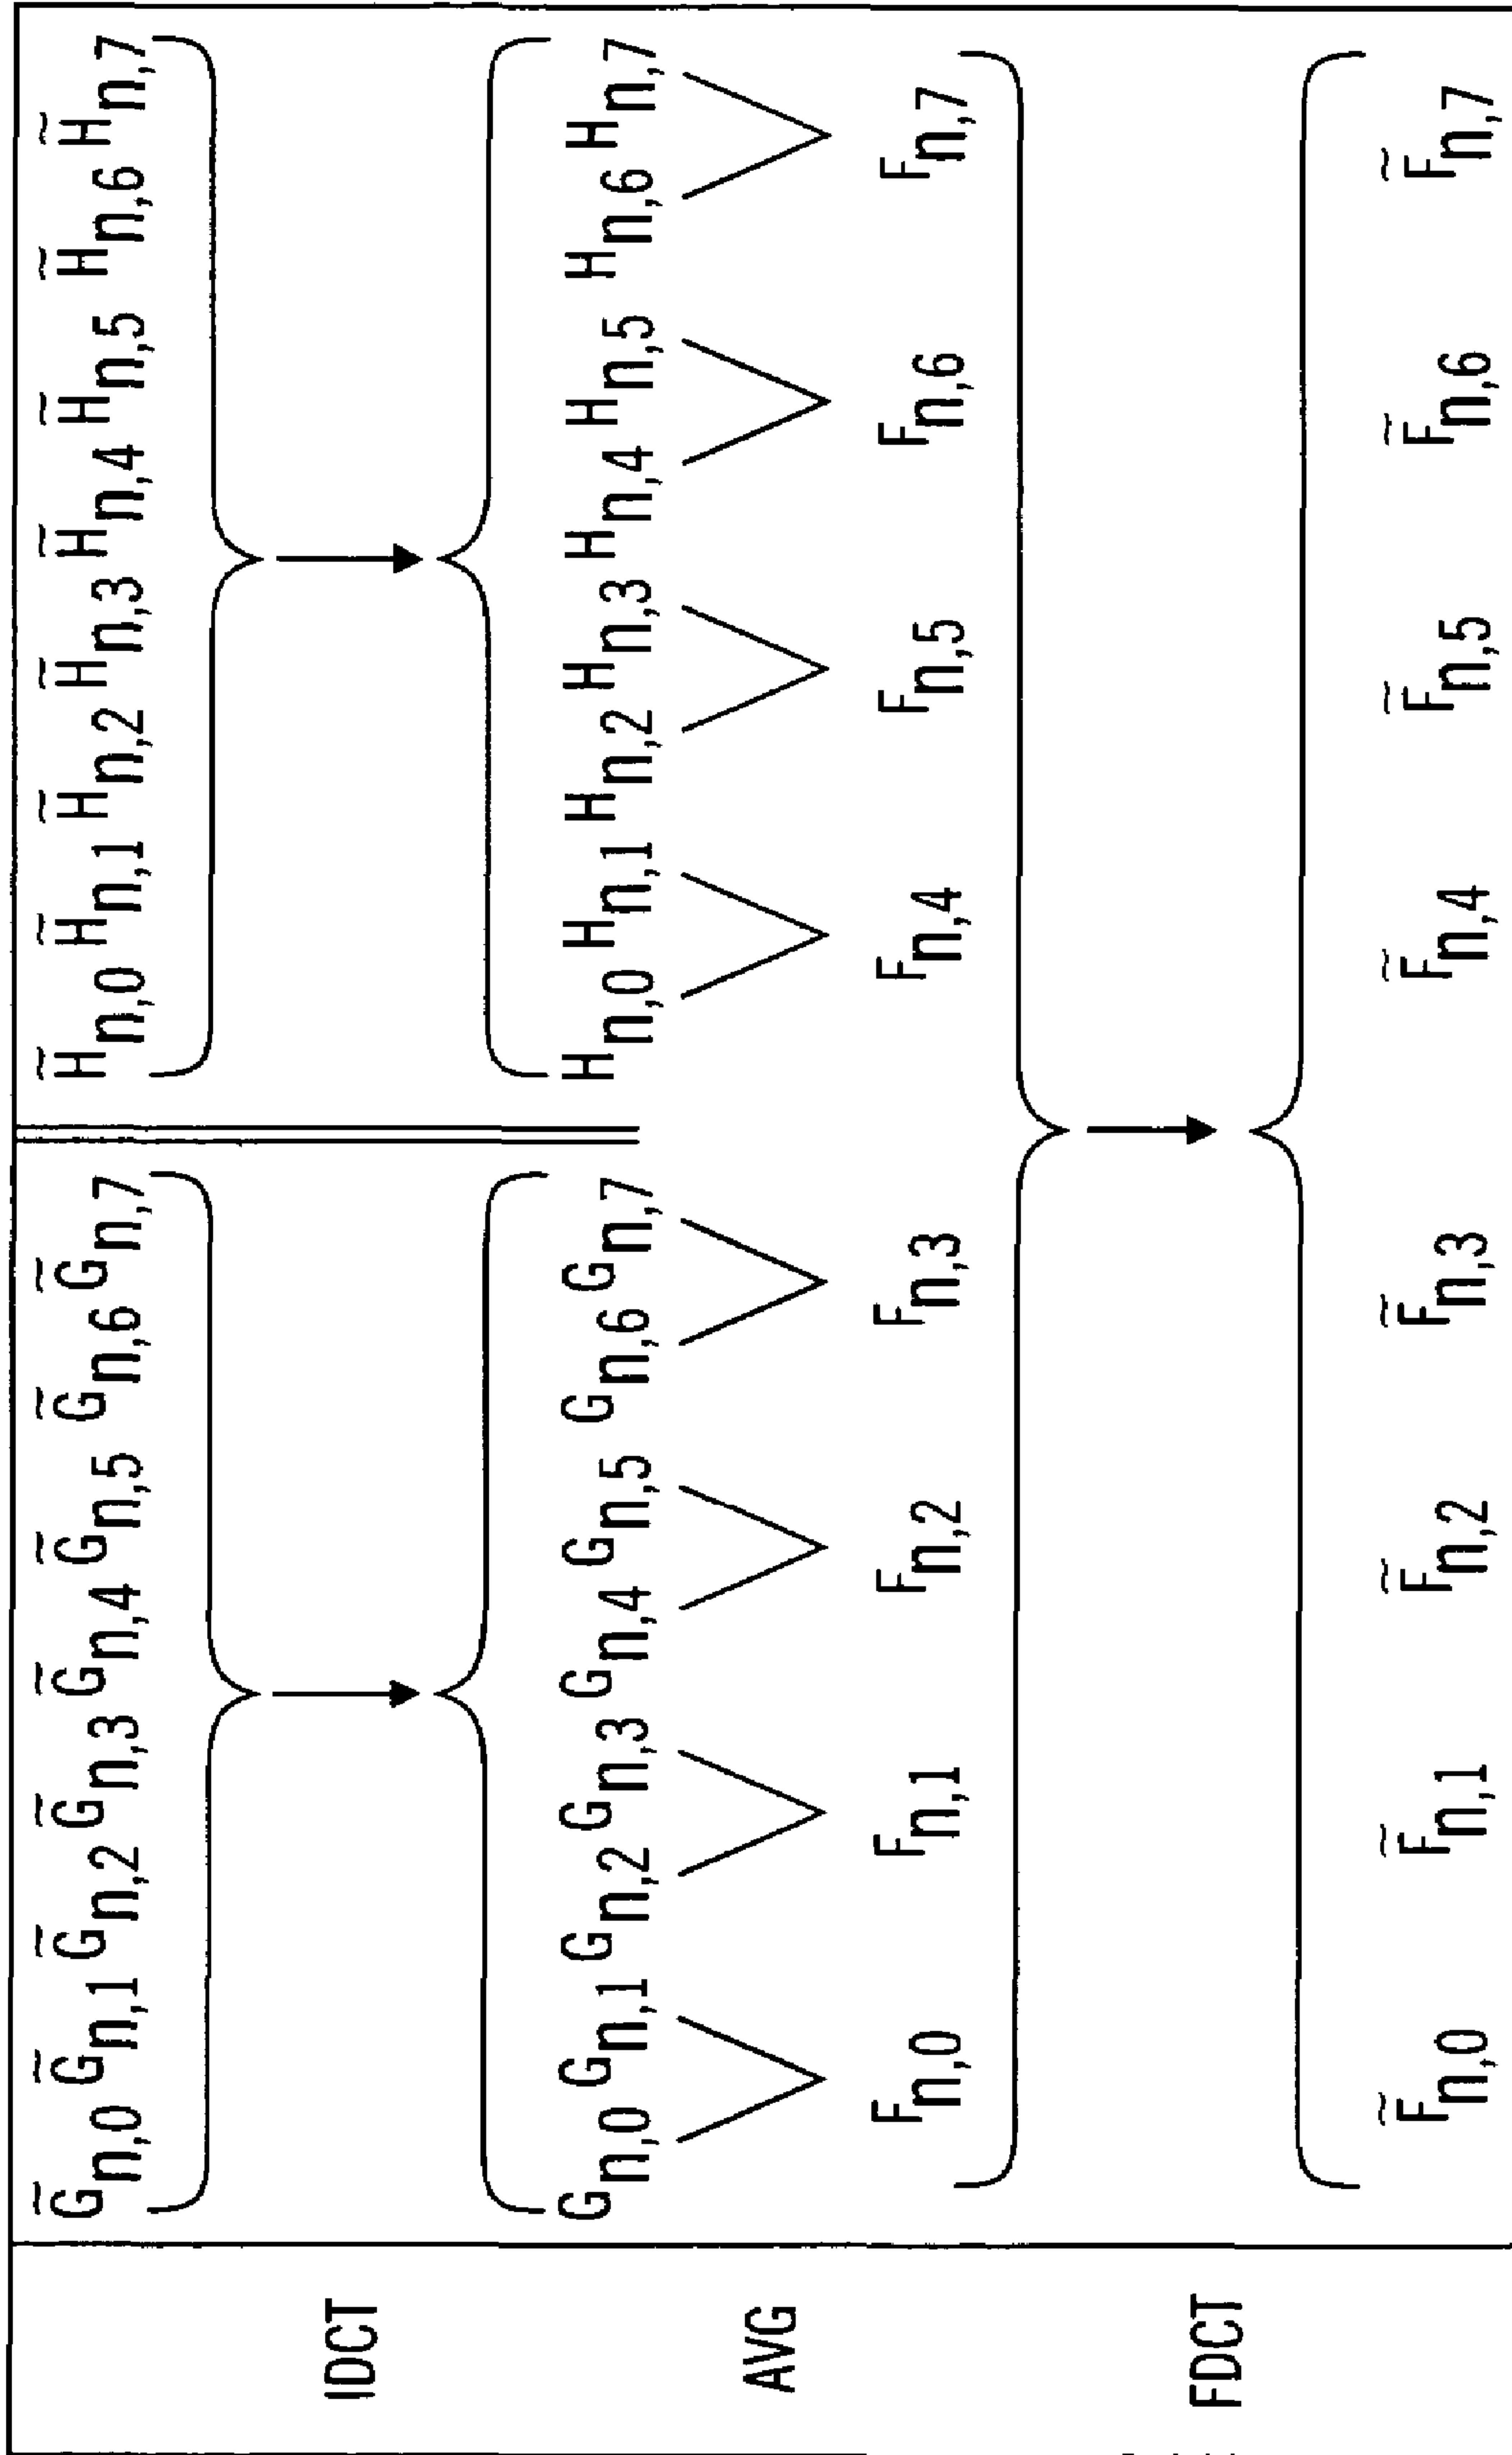 G̃n,0 G̃n,1 G̃n,2 G̃n,3 G̃n,4 G̃n,5 G̃n,6 G̃n,7 H̃n,0 H̃n,1 H̃n,2 H̃n,3 H̃n,4 H̃n,5 H̃n,6 H̃n,7
IDCT
Gn,0 Gn,1 Gn,2 Gn,3 Gn,4 Gn,5 Gn,6 Gn,7 Hn,0 Hn,1 Hn,2 Hn,3 Hn,4 Hn,5 Hn,6 Hn,7
AVG
Fn,0 Fn,1 Fn,2 Fn,3 Fn,4 Fn,5 Fn,6 Fn,7
FDCT
F̃n,0 F̃n,1 F̃n,2 F̃n,3 F̃n,4 F̃n,5 F̃n,6 F̃n,7